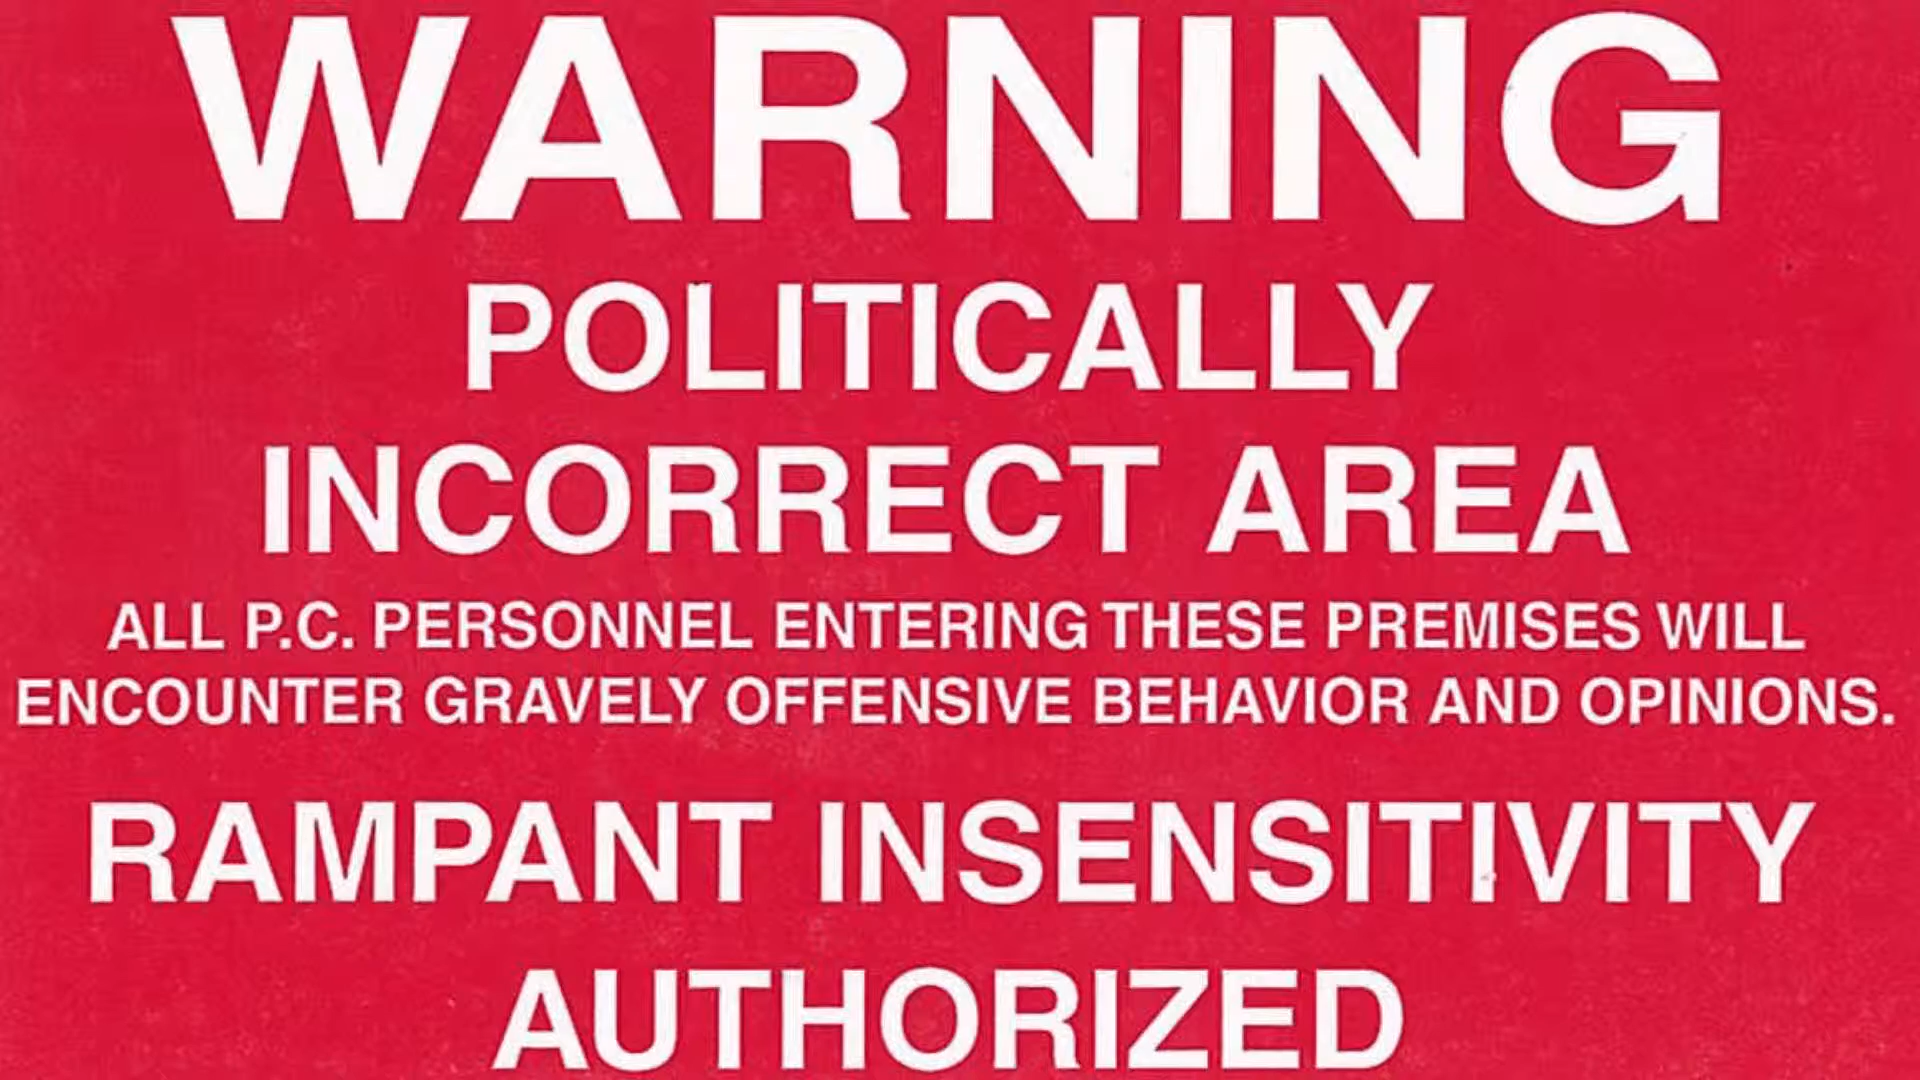 WARNING
POLITICALLY
INCORRECT AREA
ALL P.C. PERSONNEL ENTERING THESE PREMISES WILL
ENCOUNTER GRAVELY OFFENSIVE BEHAVIOR AND OPINIONS.
RAMPANT INSENSITIVITY
AUTHORIZED